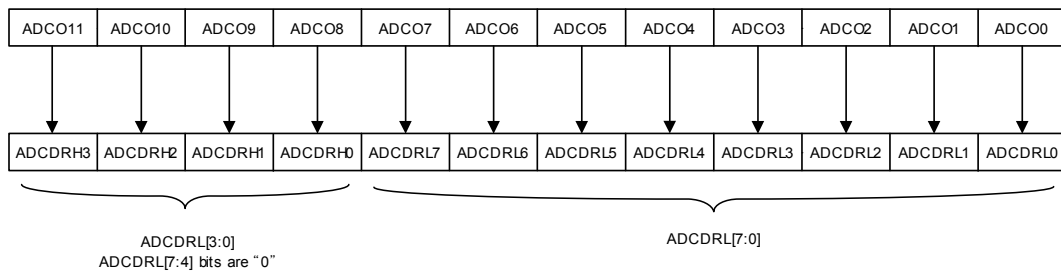 ADCO11 ADCO10 ADCO9 ADCO8 ADCO7 ADCO6 ADCO5 ADCO4 ADCO3 ADCO2 ADCO1 ADCO0
ADCDRH3 ADCDRH2 ADCDRH1 ADCDRH0 ADCDRL7 ADCDRL6 ADCDRL5 ADCDRL4 ADCDRL3 ADCDRL2 ADCDRL1 ADCDRL0
ADCDRL[3:0] ADCDRL[7:0]
ADCDRL[7:4] bits are “0”